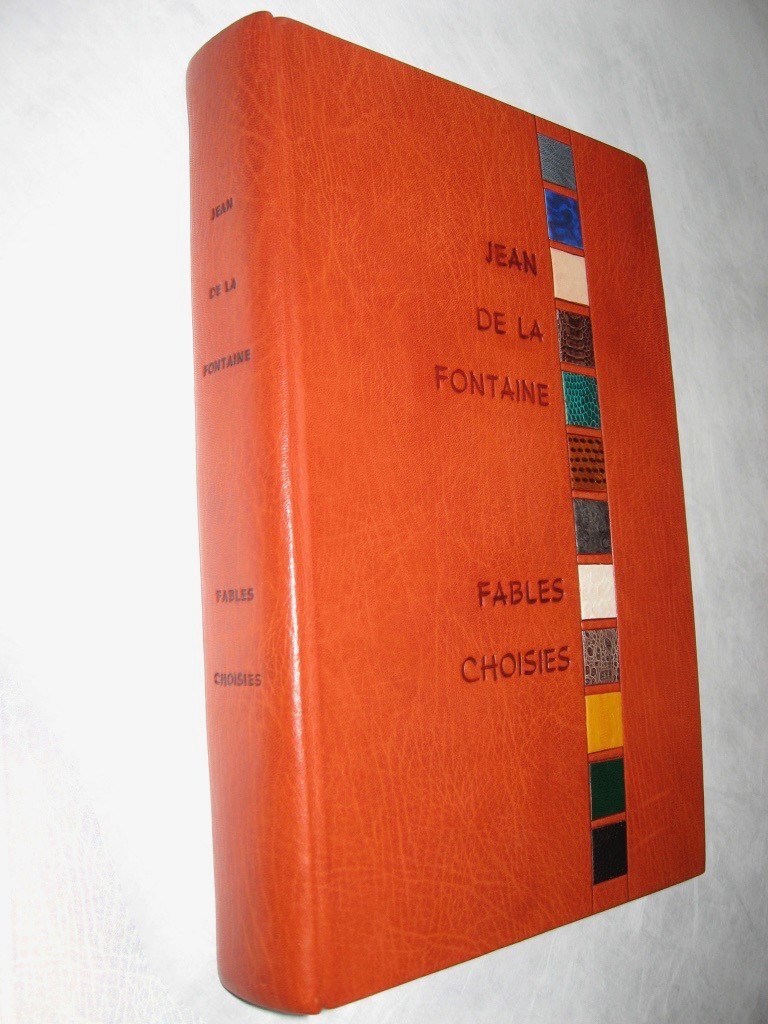 JEAN
DE LA
FONTAINE
FABLES
CHOISIES
JEAN
DE LA
FONTAINE
FABLES
CHOISIES